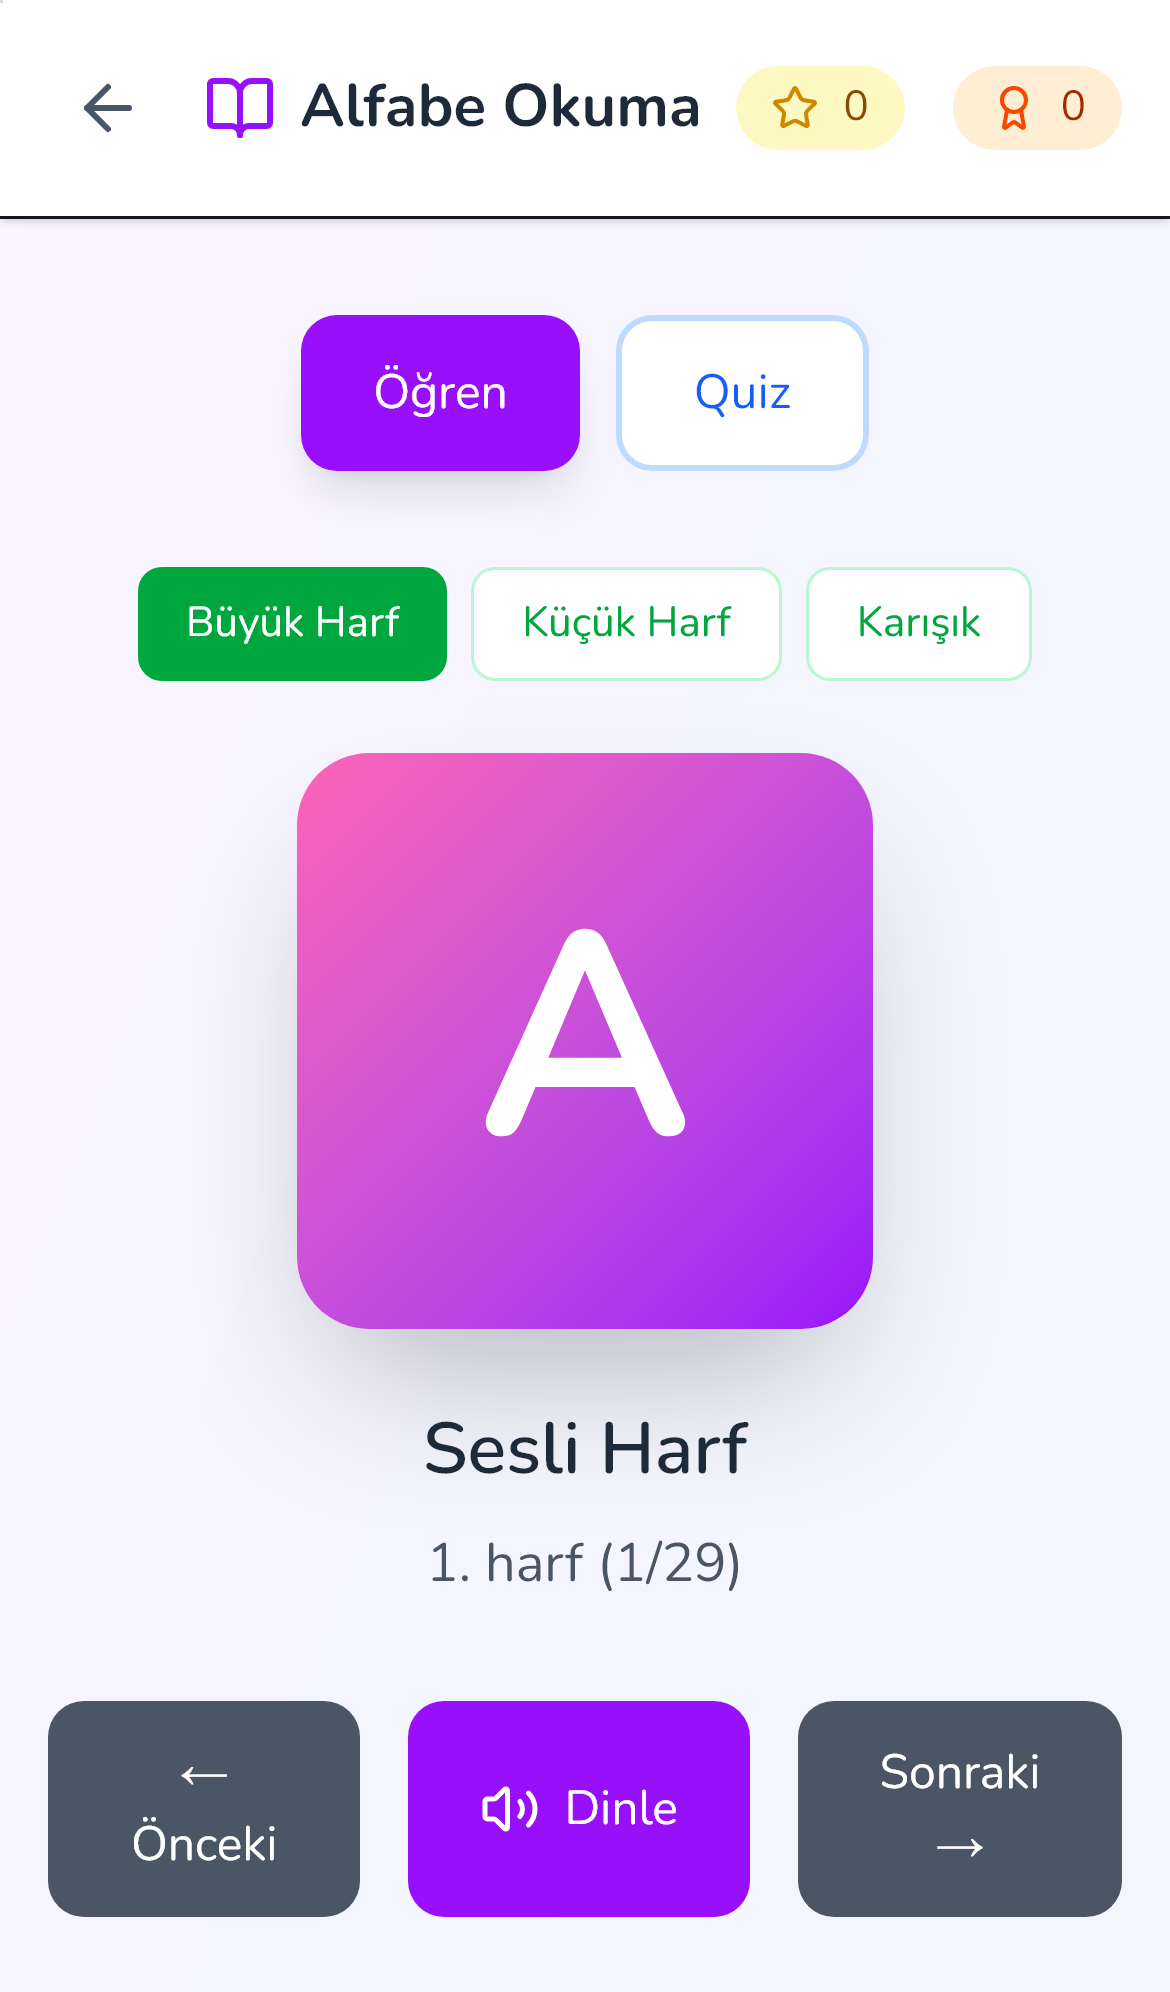 Alfabe Okuma 0 0
Öğren Quiz
Büyük Harf Küçük Harf Karışık
A
Sesli Harf
1. harf (1/29)
← Önceki
Dinle
Sonraki →